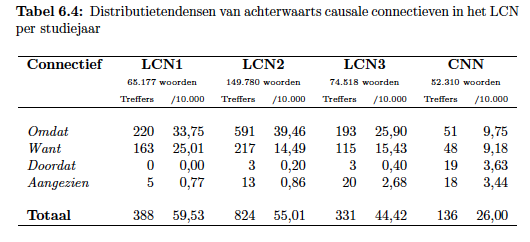 Tabel 6.4: Distributietendensen van achterwaarts causale connectieven in het LCN
per studiejaar
Connectief LCN1 LCN2 LCN3 CNN
65.177 woorden 149.780 woorden 74.518 woorden 52.310 woorden
Treffers /10.000 Treffers /10.000 Treffers /10.000 Treffers /10.000
Omdat 220 33,75 591 39,46 193 25,90 51 9,75
Want 163 25,01 217 14,49 115 15,43 48 9,18
Doordat 0 0,00 3 0,20 3 0,40 19 3,63
Aangezien 5 0,77 13 0,86 20 2,68 18 3,44
Totaal 388 59,53 824 55,01 331 44,42 136 26,00